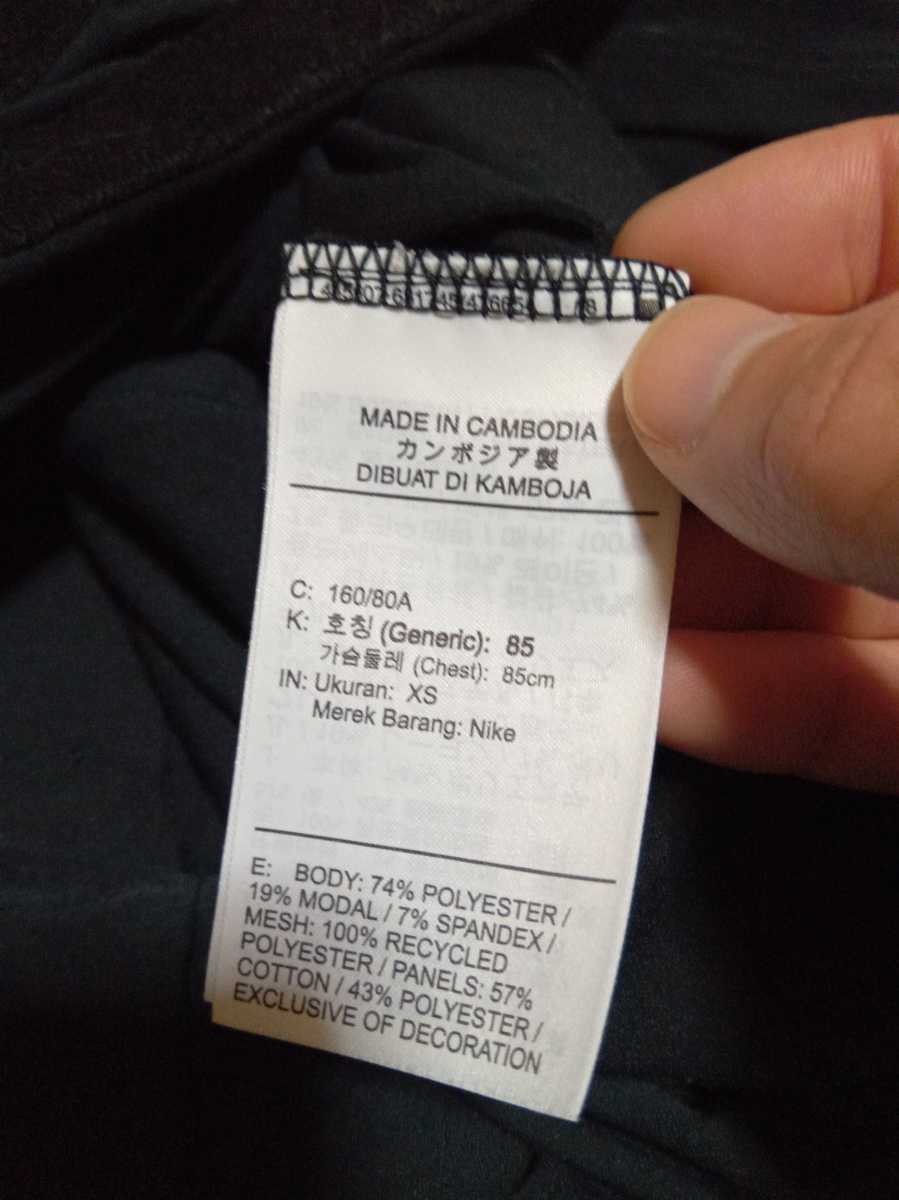 MADE IN CAMBODIA
カンボジア製
DIBUAT DI KAMBOJA
C: 160/80A
K: 호칭 (Generic): 85
가슴둘레 (Chest): 85cm
IN: Ukuran: XS
Merek Barang: Nike
E: BODY: 74% POLYESTER /
19% MODAL / 7% SPANDEX /
MESH: 100% RECYCLED
POLYESTER / PANELS: 57%
COTTON / 43% POLYESTER /
EXCLUSIVE OF DECORATION